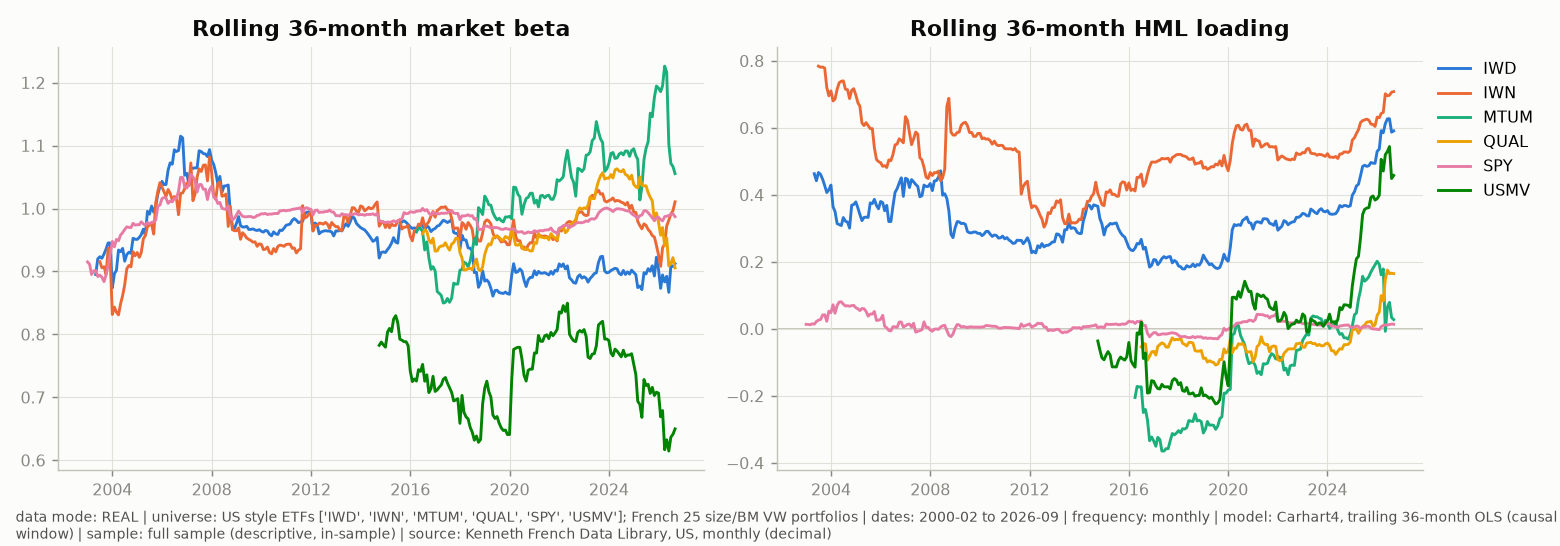 Rolling 36-month market beta
1.2
1.1
1.0
0.9
0.8
0.7
0.6
2004 2008 2012 2016 2020 2024
Rolling 36-month HML loading
0.8
0.6
0.4
0.2
0.0
−0.2
−0.4
2004 2008 2012 2016 2020 2024
IWD
IWN
MTUM
QUAL
SPY
USMV
data mode: REAL | universe: US style ETFs ['IWD', 'IWN', 'MTUM', 'QUAL', 'SPY', 'USMV']; French 25 size/BM VW portfolios | dates: 2000-02 to 2026-09 | frequency: monthly | model: Carhart4, trailing 36-month OLS (causal
window) | sample: full sample (descriptive, in-sample) | source: Kenneth French Data Library, US, monthly (decimal)